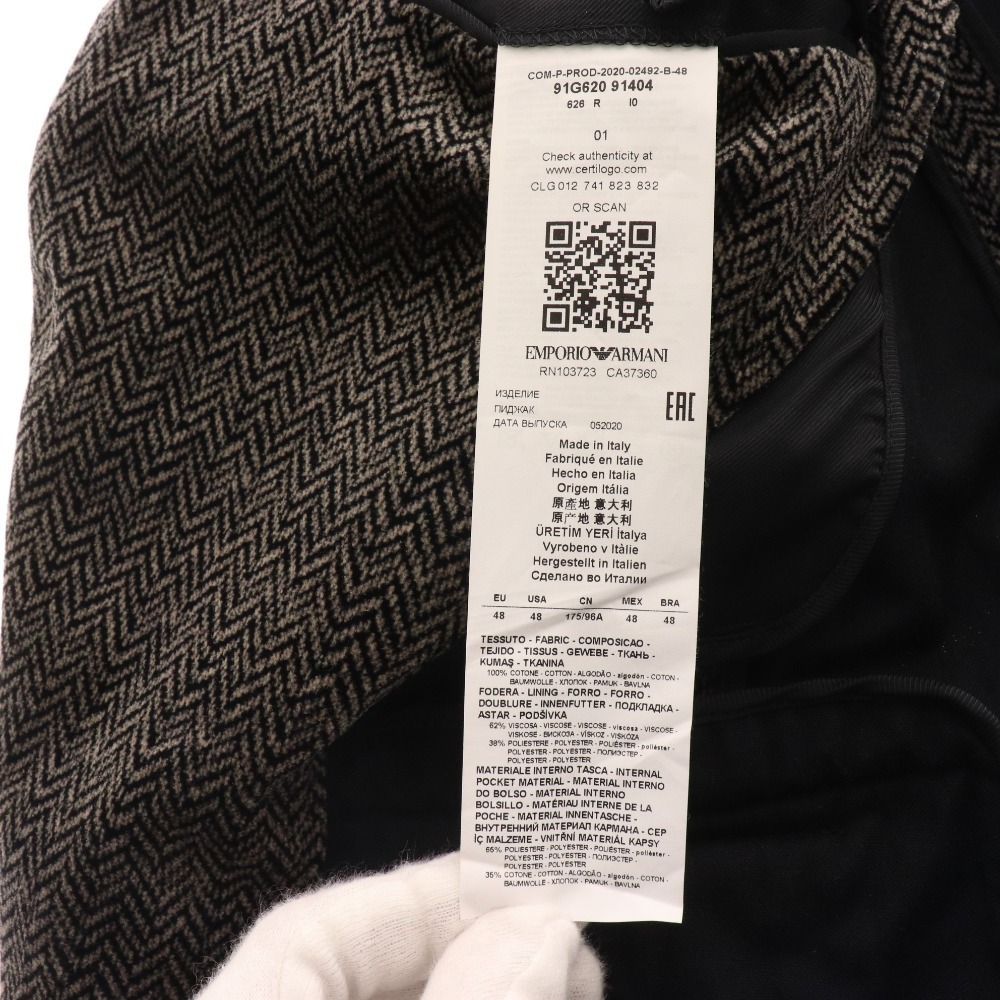 COM-P-PROD-2020-02492-B-48
91G620 91404
626 R I0
01
Check authenticity at
www.certilogo.com
CLG 012 741 823 832
OR SCAN
EMPORIO ARMANI
RN103723 CA37360
ИЗДЕЛИЕ
ПИДЖАК
ДАТА ВЫПУСКА 052020
EAC
Made in Italy
Fabriqué en Italie
Hecho en Italia
Origem Itália
原產地 意大利
原产地 意大利
ÜRETİM YERİ İtalya
Vyrobeno v Itàlie
Hergestellt in Italien
Сделано во Италии
EU USA CN MEX BRA
48 48 175/96A 48 48
TESSUTO - FABRIC - COMPOSICAO -
TEJIDO - TISSUS - GEWEBE - ТКАНЬ -
KUMAŞ - TKANINA
100% COTONE - COTTON - ALGODÃO - algodón - COTON -
BAUMWOLLE - ХЛОПОК - PAMUK - BAVLNA
FODERA - LINING - FORRO - FORRO -
DOUBLURE - INNENFUTTER - ПОДКЛАДКА -
ASTAR - PODŠÍVKA
62% VISCOSA - VISCOSE - VISCOSE - viscosa - VISCOSE -
VISKOSE - ВИСКОЗА - VİSKOZ - VISKÓZA
38% POLIESTERE - POLYESTER - POLIÉSTER - poliéster -
POLYESTER - POLYESTER - ПОЛИЭСТЕР -
POLYESTER - POLYESTER
MATERIALE INTERNO TASCA - INTERNAL
POCKET MATERIAL - MATERIAL INTERNO
DO BOLSO - MATERIAL INTERNO
BOLSILLO - MATÉRIAU INTERNE DE LA
POCHE - MATERIAL INNENTASCHE -
ВНУТРЕННИЙ МАТЕРИАЛ КАРМАНА - CEP
İÇ MALZEME - VNITŘNÍ MATERIÁL KAPSY
65% POLIESTERE - POLYESTER - POLIÉSTER - poliéster -
POLYESTER - POLYESTER - ПОЛИЭСТЕР -
POLYESTER - POLYESTER
35% COTONE - COTTON - ALGODÃO - algodón - COTON -
BAUMWOLLE - ХЛОПОК - PAMUK - BAVLNA